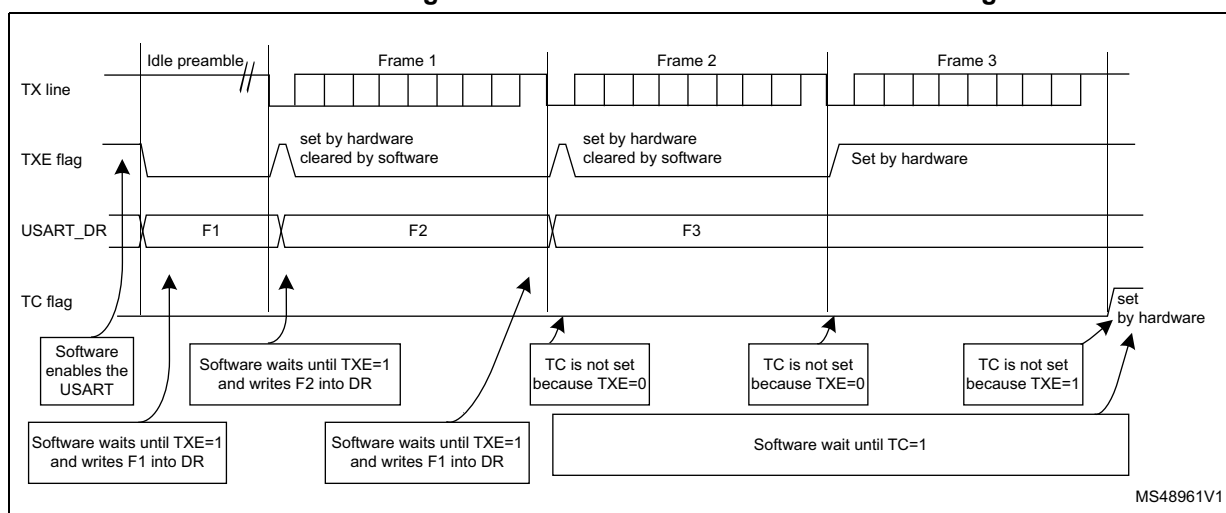 Idle preamble
Frame 1
Frame 2
Frame 3
TX line
TXE flag
set by hardware
cleared by software
set by hardware
cleared by software
Set by hardware
USART_DR
F1
F2
F3
TC flag
set
by hardware
Software
enables the
USART
Software waits until TXE=1
and writes F2 into DR
TC is not set
because TXE=0
TC is not set
because TXE=0
TC is not set
because TXE=1
Software waits until TXE=1
and writes F1 into DR
Software waits until TXE=1
and writes F1 into DR
Software wait until TC=1
MS48961V1